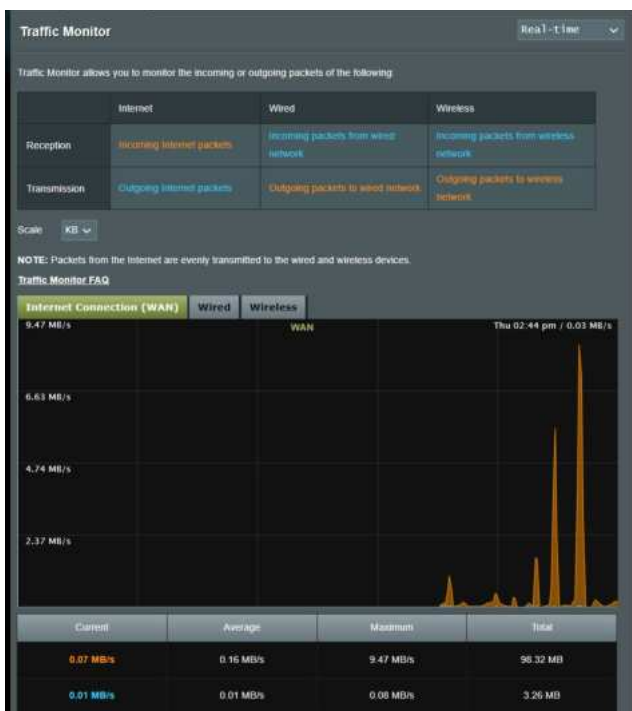 Traffic Monitor
Real-time
Traffic Monitor allows you to monitor the incoming or outgoing packets of the following:
Internet Wired Wireless
Reception Incoming Internet packets Incoming packets from wired network Incoming packets from wireless network
Transmission Outgoing Internet packets Outgoing packets to wired network Outgoing packets to wireless network
Scale KB
NOTE: Packets from the Internet are evenly transmitted to the wired and wireless devices.
Traffic Monitor FAQ
Internet Connection (WAN) Wired Wireless
9.47 MB/s WAN Thu 02:44 pm / 0.03 MB/s
6.63 MB/s
4.74 MB/s
2.37 MB/s
Current Average Maximum Total
0.07 MB/s 0.16 MB/s 9.47 MB/s 98.32 MB
0.01 MB/s 0.01 MB/s 0.08 MB/s 3.26 MB